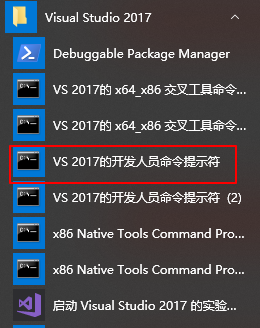 Visual Studio 2017
Debuggable Package Manager
VS 2017的 x64_x86 交叉工具命令...
VS 2017的 x64_x86 交叉工具命令...
VS 2017的开发人员命令提示符
VS 2017的开发人员命令提示符 (2)
x86 Native Tools Command Pro...
x86 Native Tools Command Pro...
启动 Visual Studio 2017 的实验...